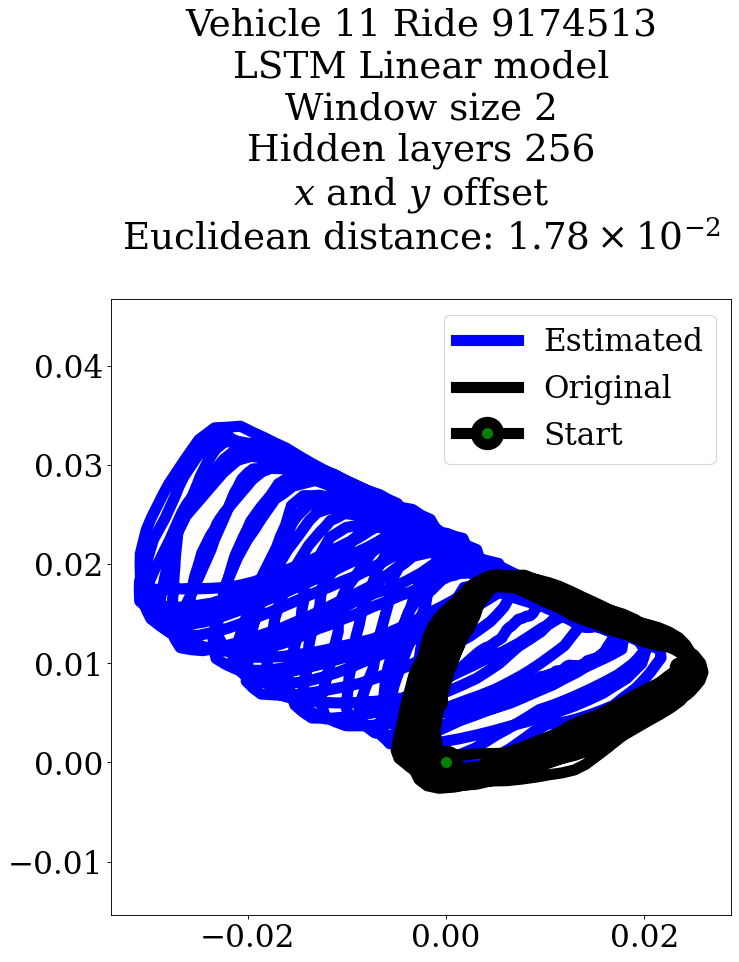 Vehicle 11 Ride 9174513
LSTM Linear model
Window size 2
Hidden layers 256
x and y offset
Euclidean distance: 1.78 × 10⁻²
Estimated
Original
Start
0.04
0.03
0.02
0.01
0.00
−0.01
−0.02 0.00 0.02